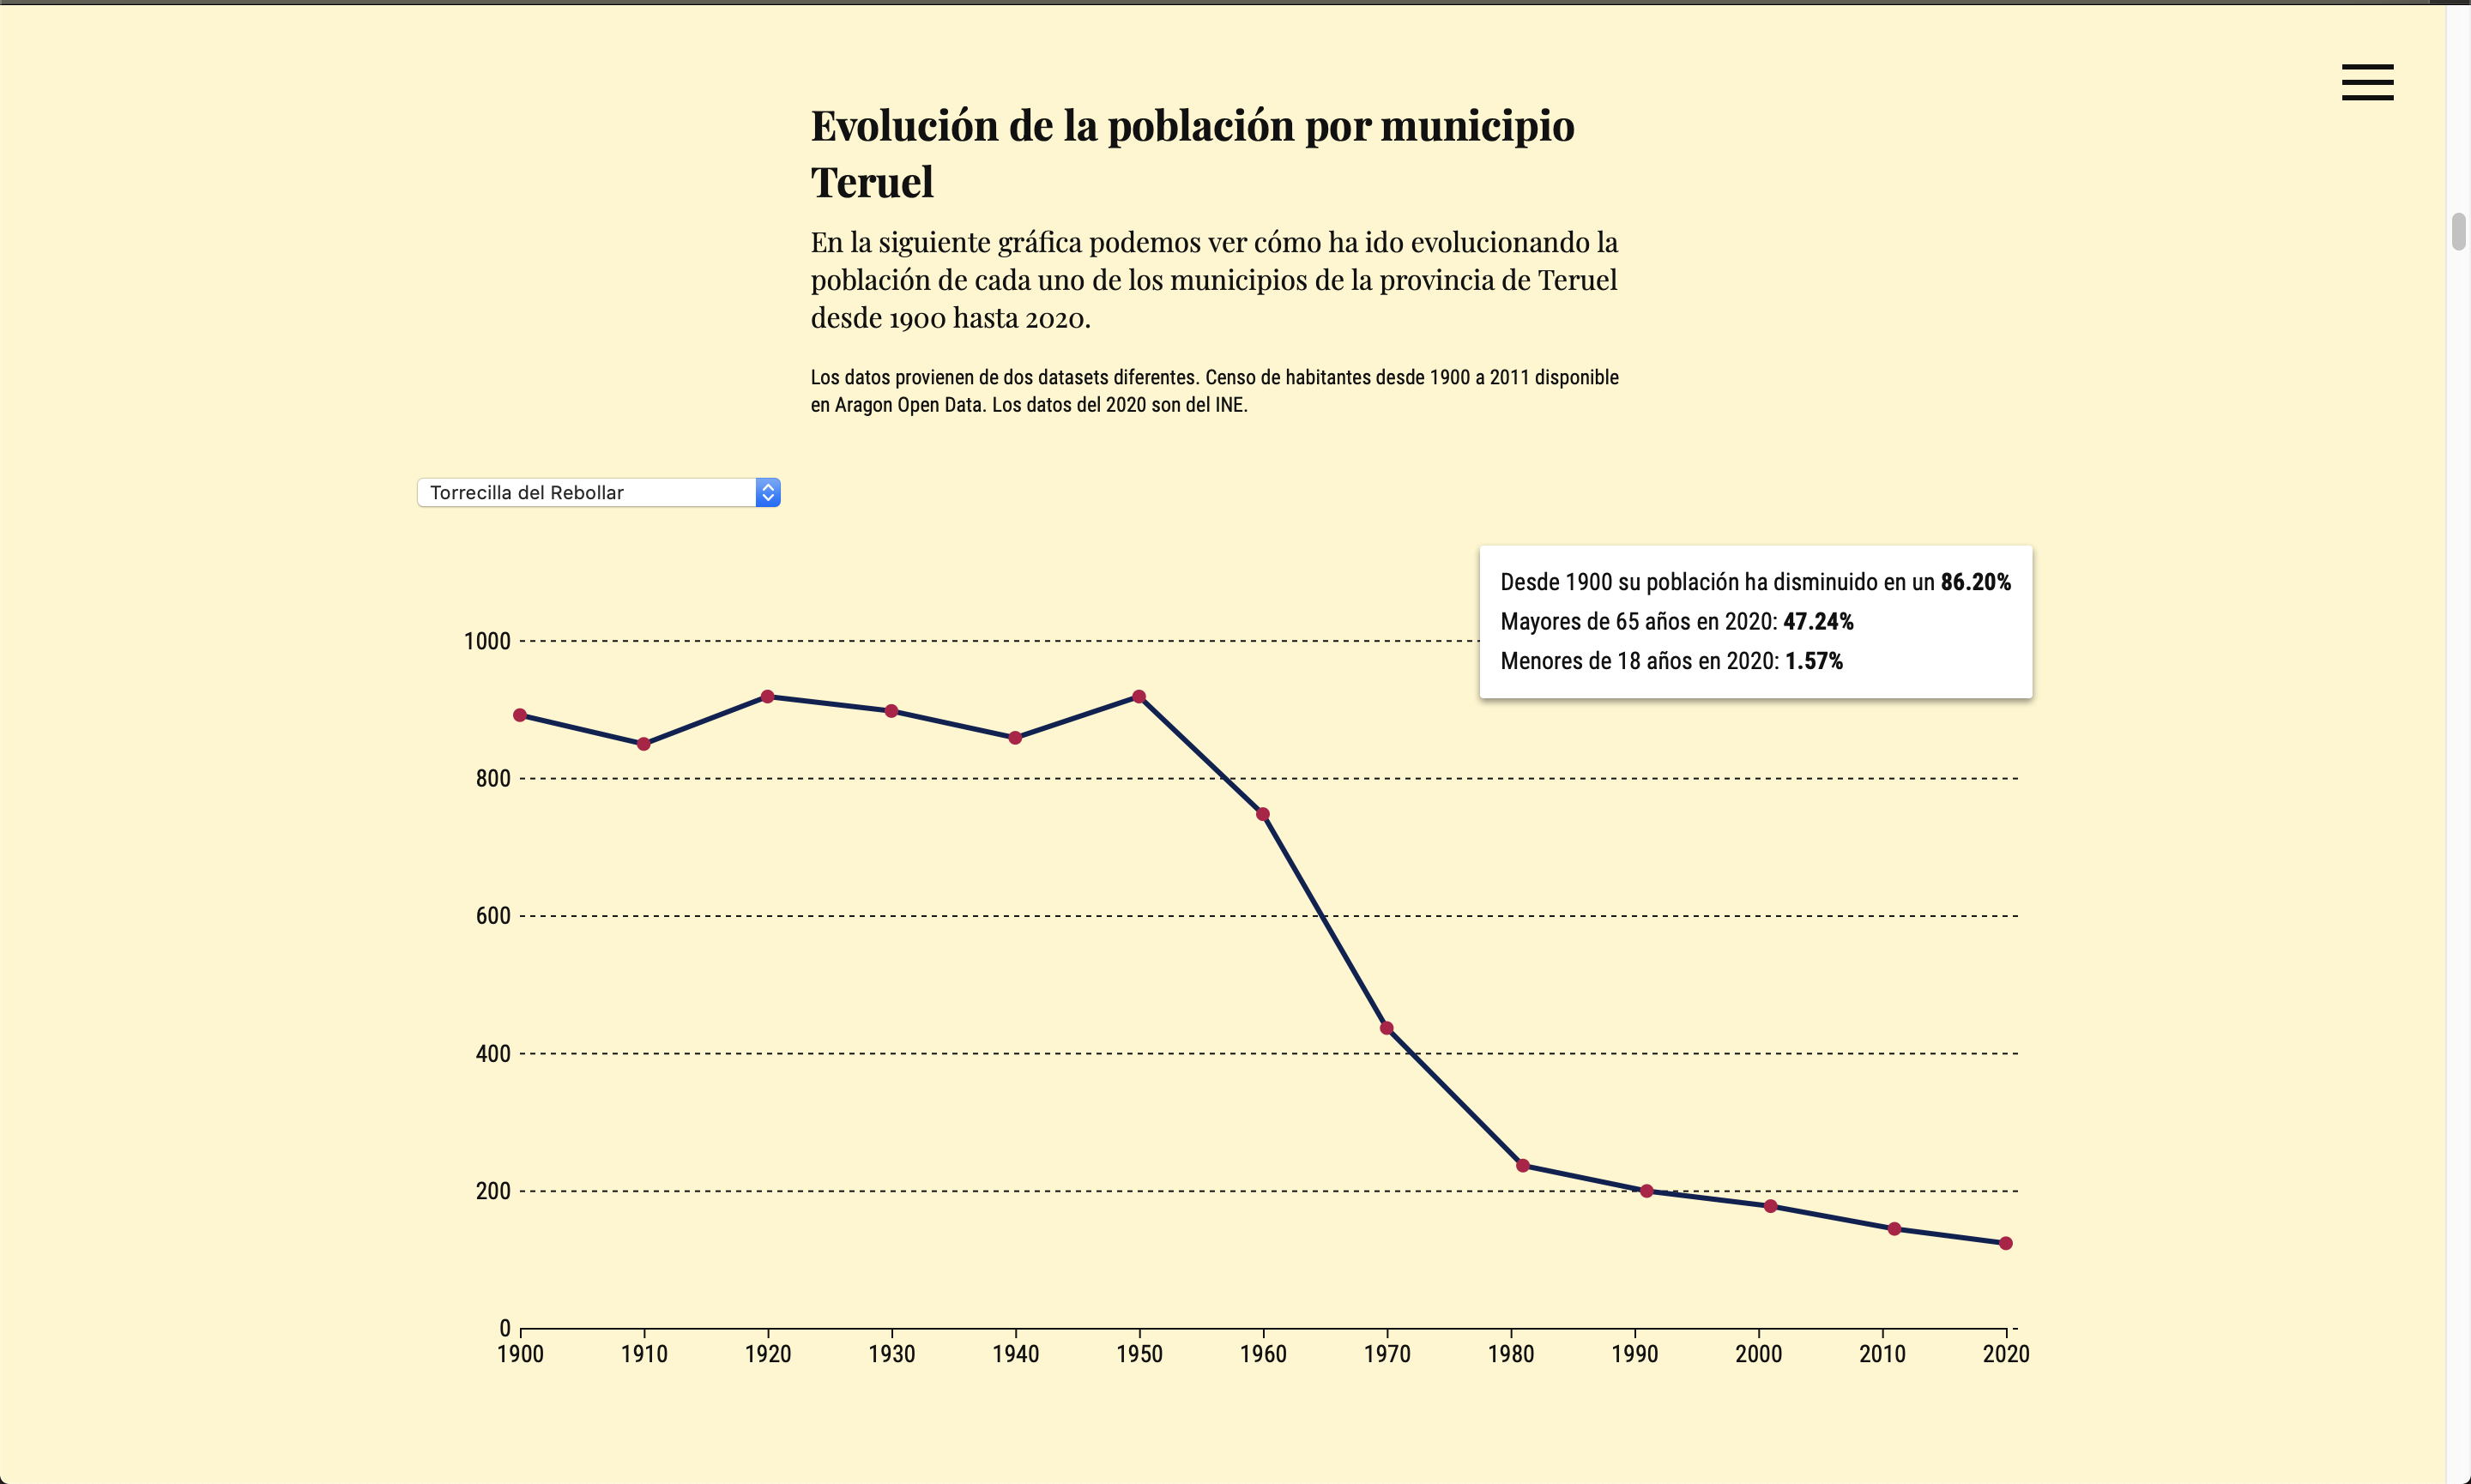 Evolución de la población por municipio
Teruel
En la siguiente gráfica podemos ver cómo ha ido evolucionando la
población de cada uno de los municipios de la provincia de Teruel
desde 1900 hasta 2020.
Los datos provienen de dos datasets diferentes. Censo de habitantes desde 1900 a 2011 disponible
en Aragon Open Data. Los datos del 2020 son del INE.
Torrecilla del Rebollar
Desde 1900 su población ha disminuido en un 86.20%
Mayores de 65 años en 2020: 47.24%
Menores de 18 años en 2020: 1.57%
1000
800
600
400
200
0
1900 1910 1920 1930 1940 1950 1960 1970 1980 1990 2000 2010 2020